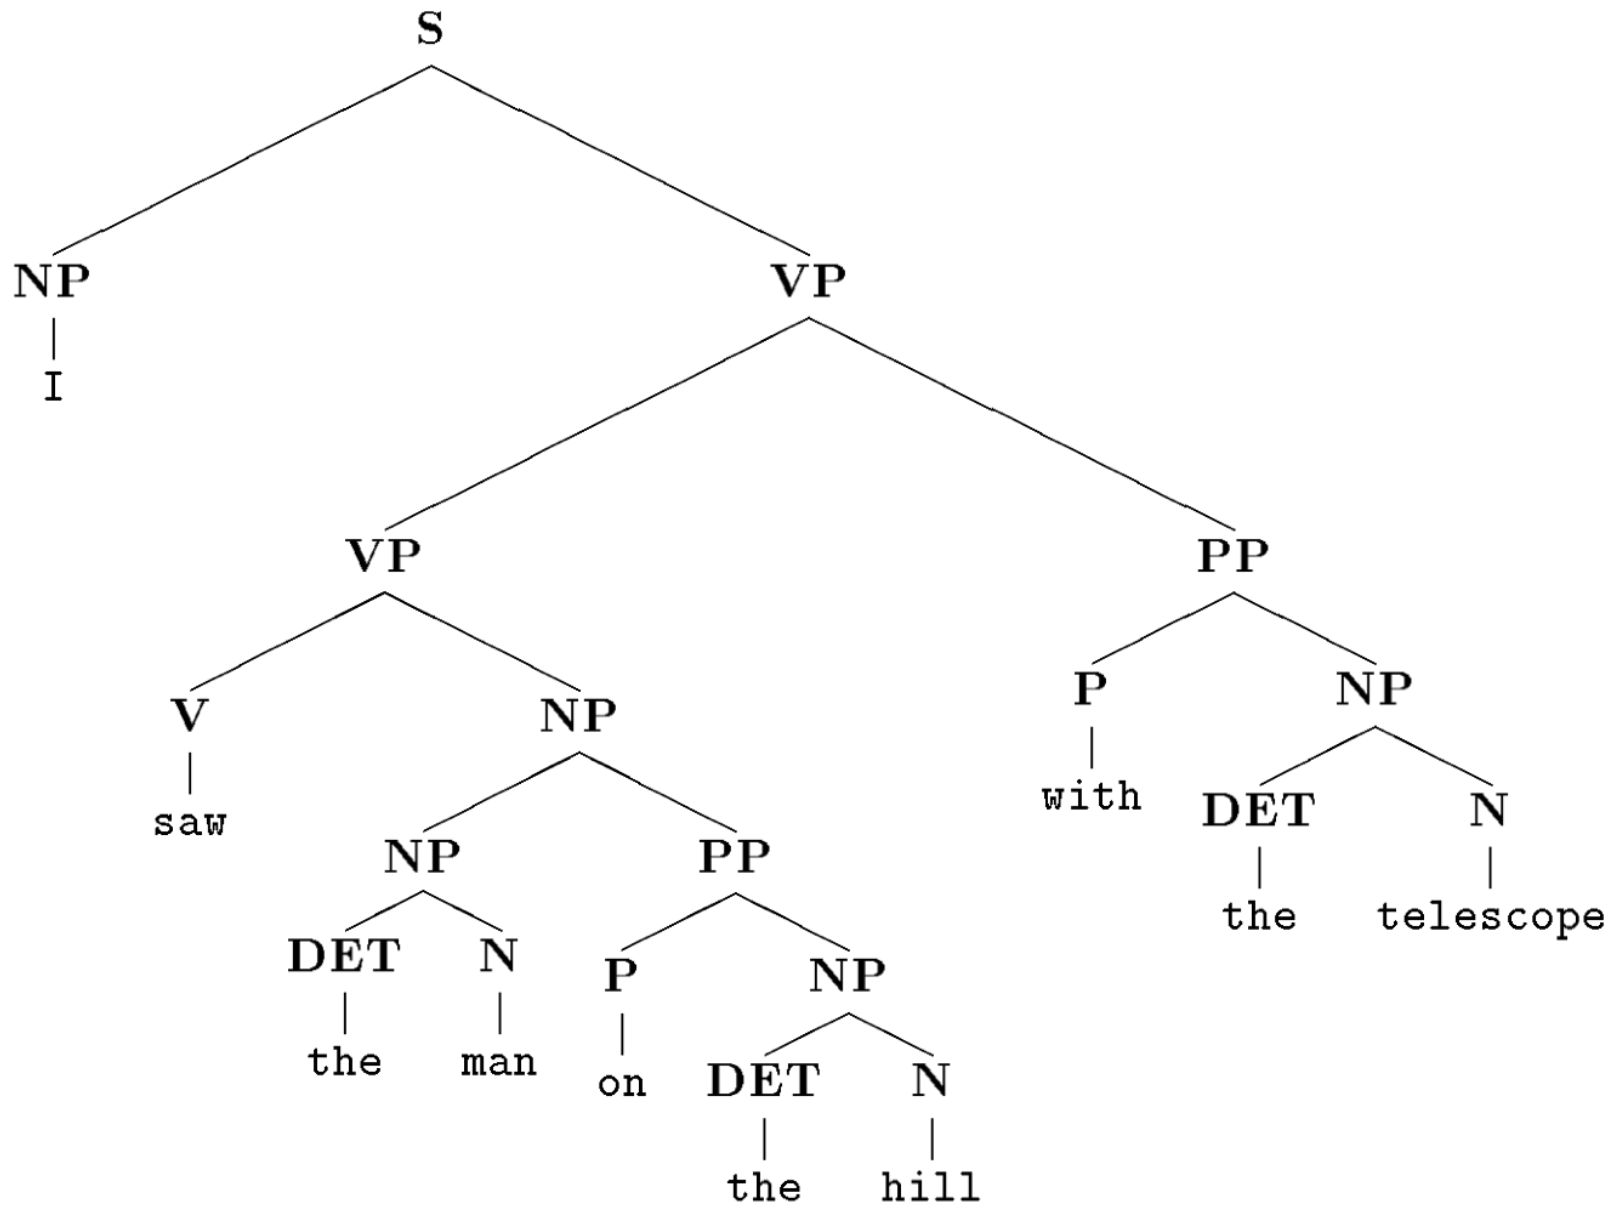 S
NP VP
I
VP PP
V NP P NP
saw with DET N
NP PP the telescope
DET N P NP
the man on DET N
the hill